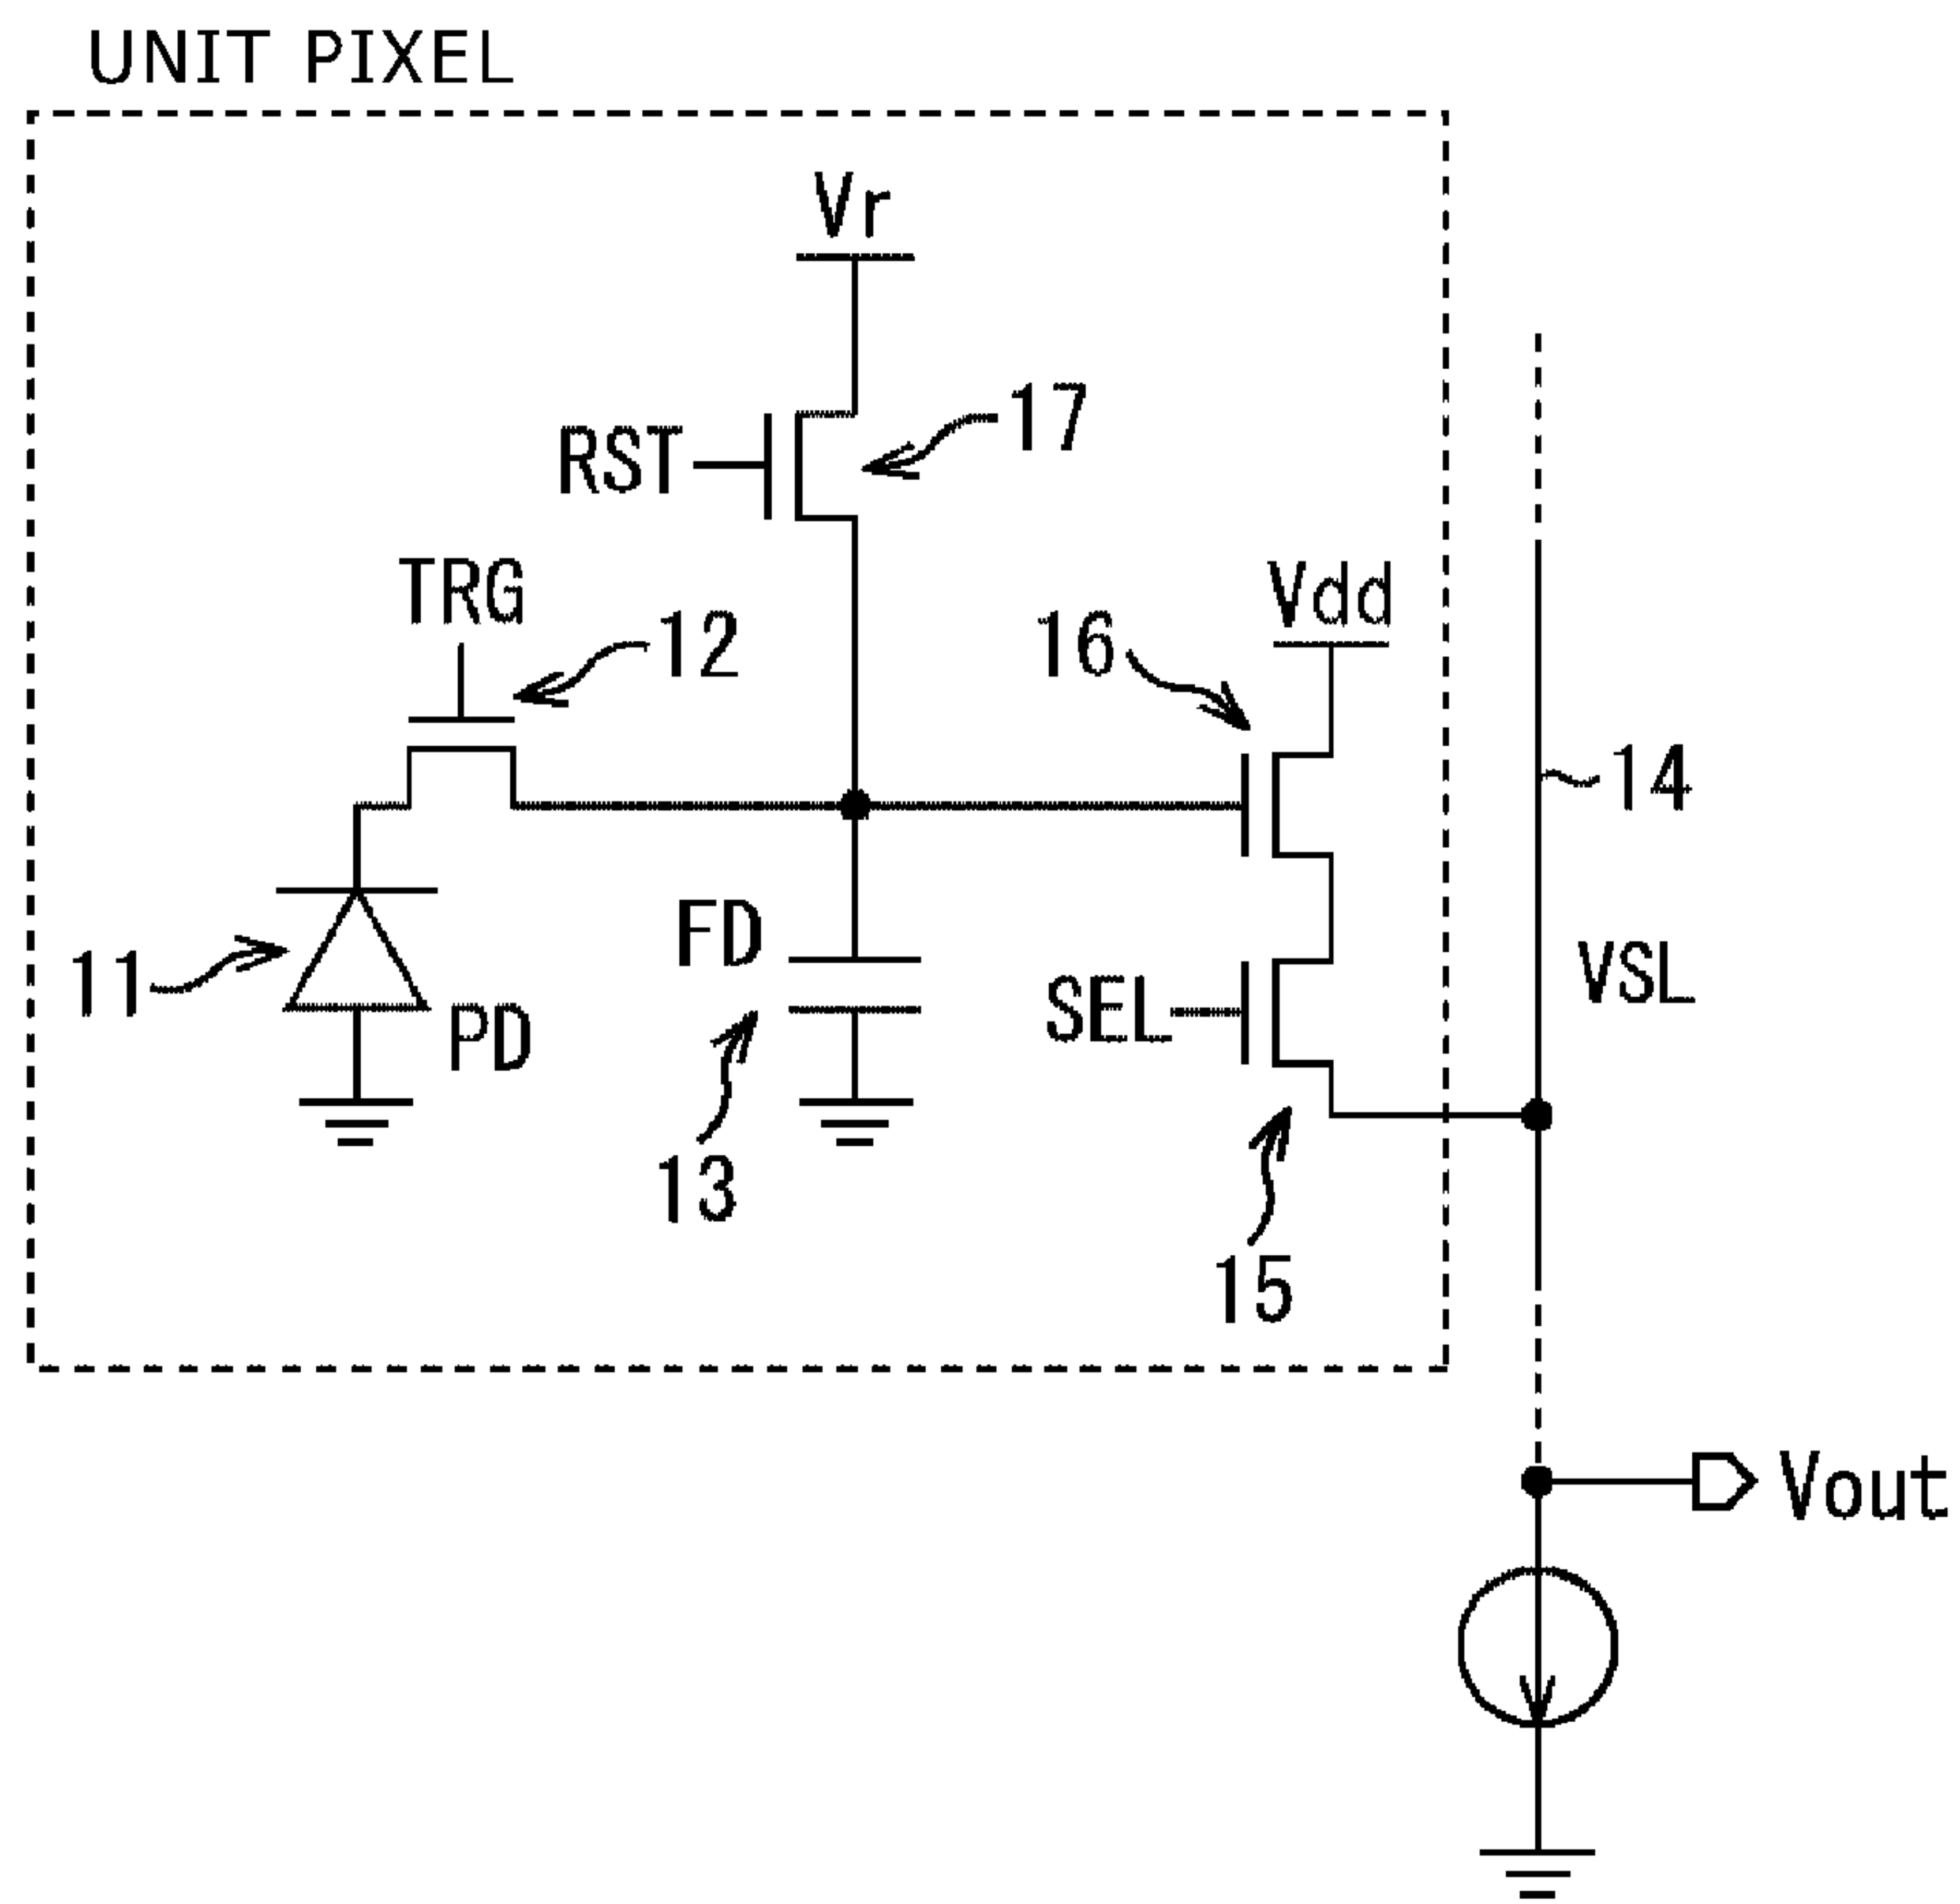 UNIT PIXEL
Vr
RST
17
TRG
12
16
Vdd
14
11
PD
FD
SEL
VSL
13
15
Vout